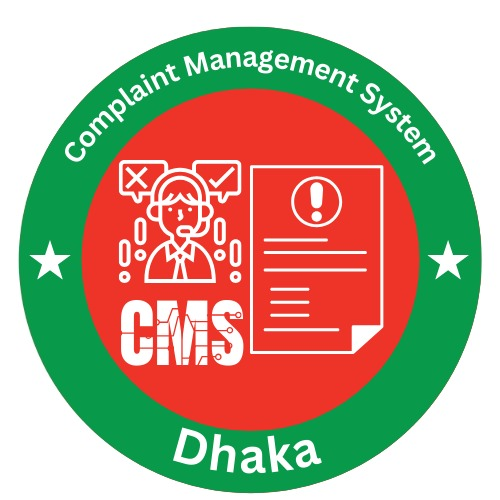 Complaint Management System
CMS
Dhaka